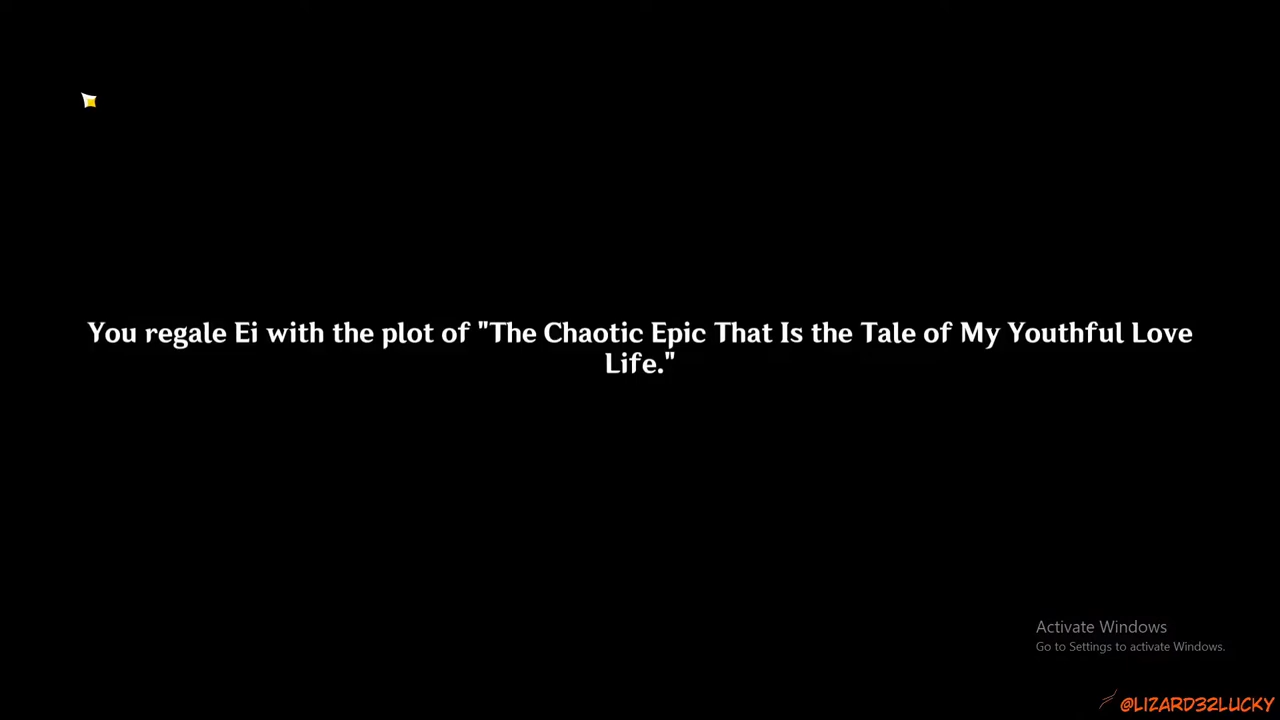 You regale Ei with the plot of "The Chaotic Epic That Is the Tale of My Youthful Love
Life."
Activate Windows
Go to Settings to activate Windows.
@LIZARD32LUCKY